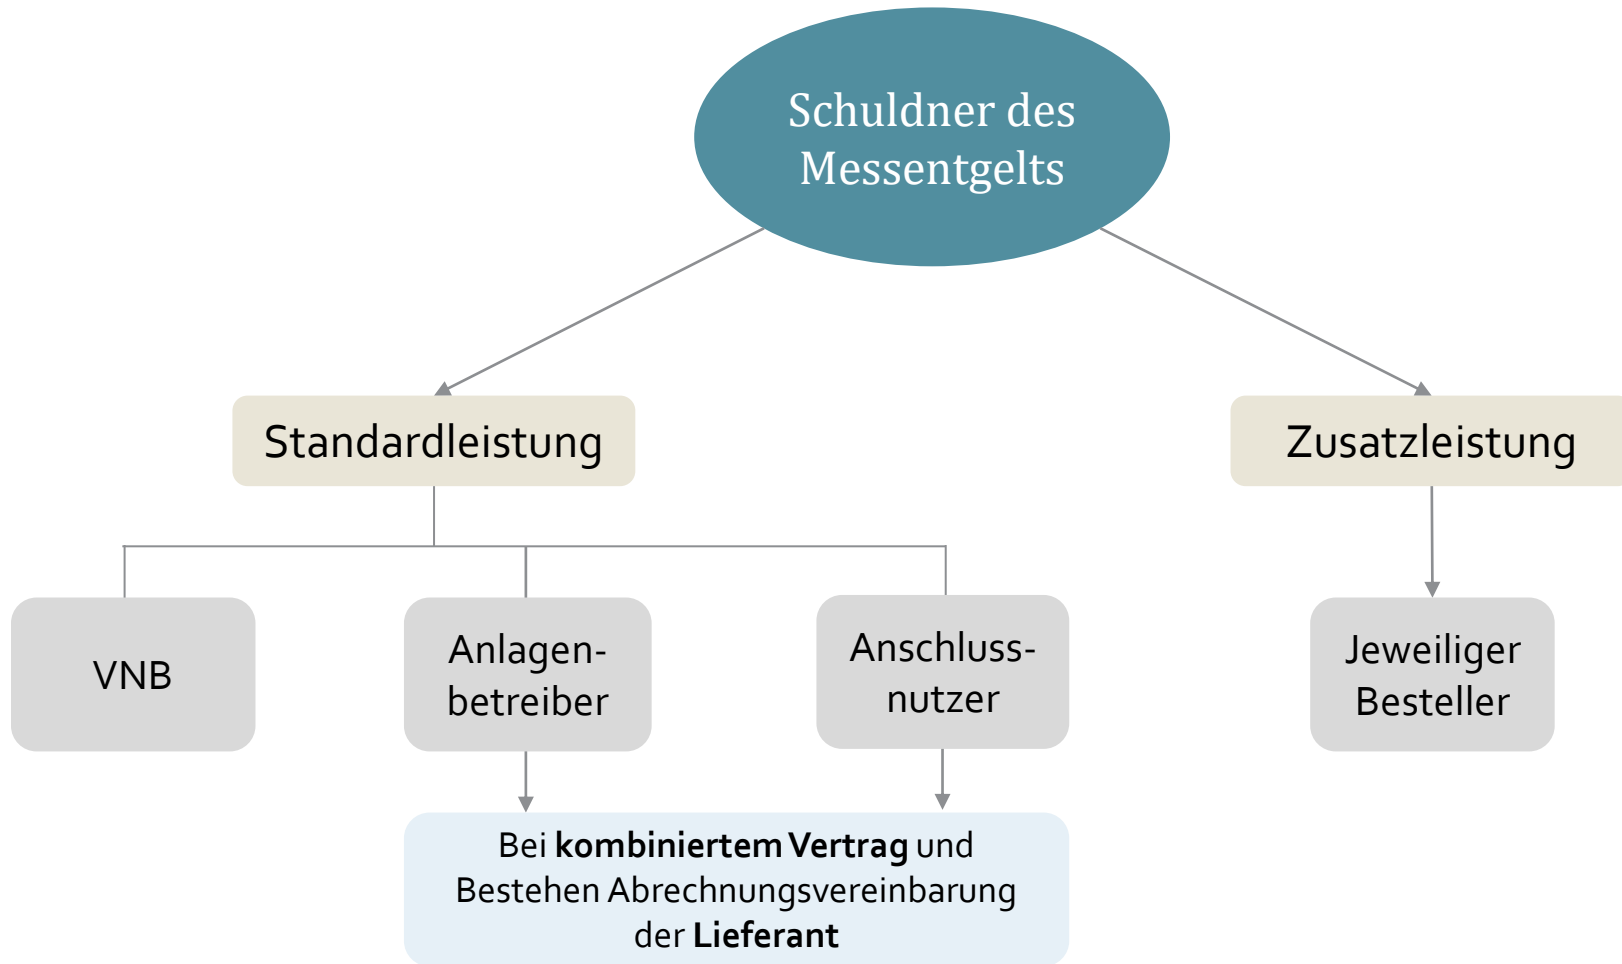 Schuldner des
Messentgelts
Standardleistung
Zusatzleistung
VNB
Anlagen-
betreiber
Anschluss-
nutzer
Jeweiliger
Besteller
Bei kombiniertem Vertrag und
Bestehen Abrechnungsvereinbarung
der Lieferant